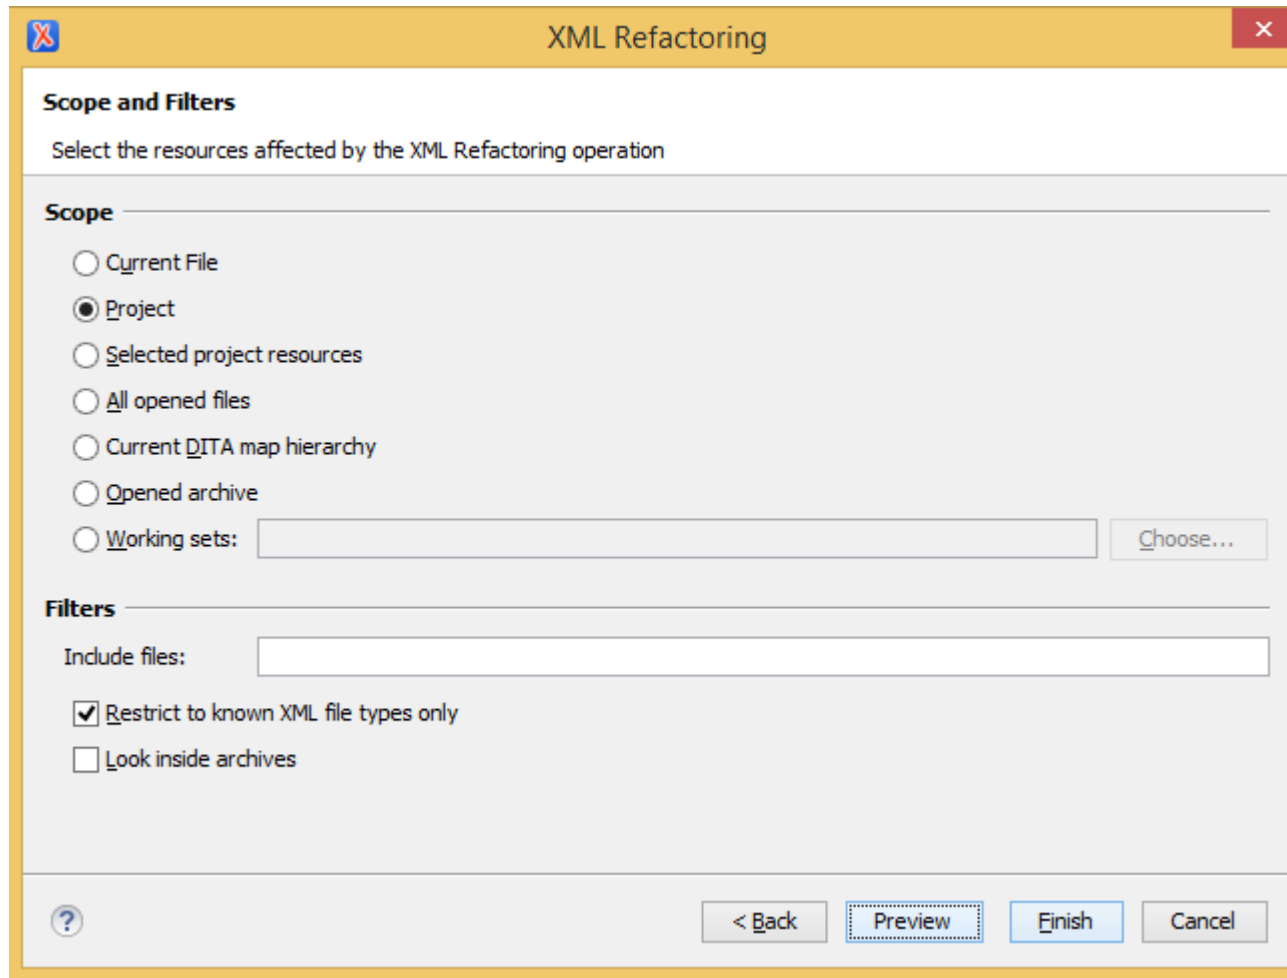 XML Refactoring
Scope and Filters
Select the resources affected by the XML Refactoring operation
Scope
Current File
Project
Selected project resources
All opened files
Current DITA map hierarchy
Opened archive
Working sets: Choose...
Filters
Include files:
Restrict to known XML file types only
Look inside archives
? < Back Preview Finish Cancel